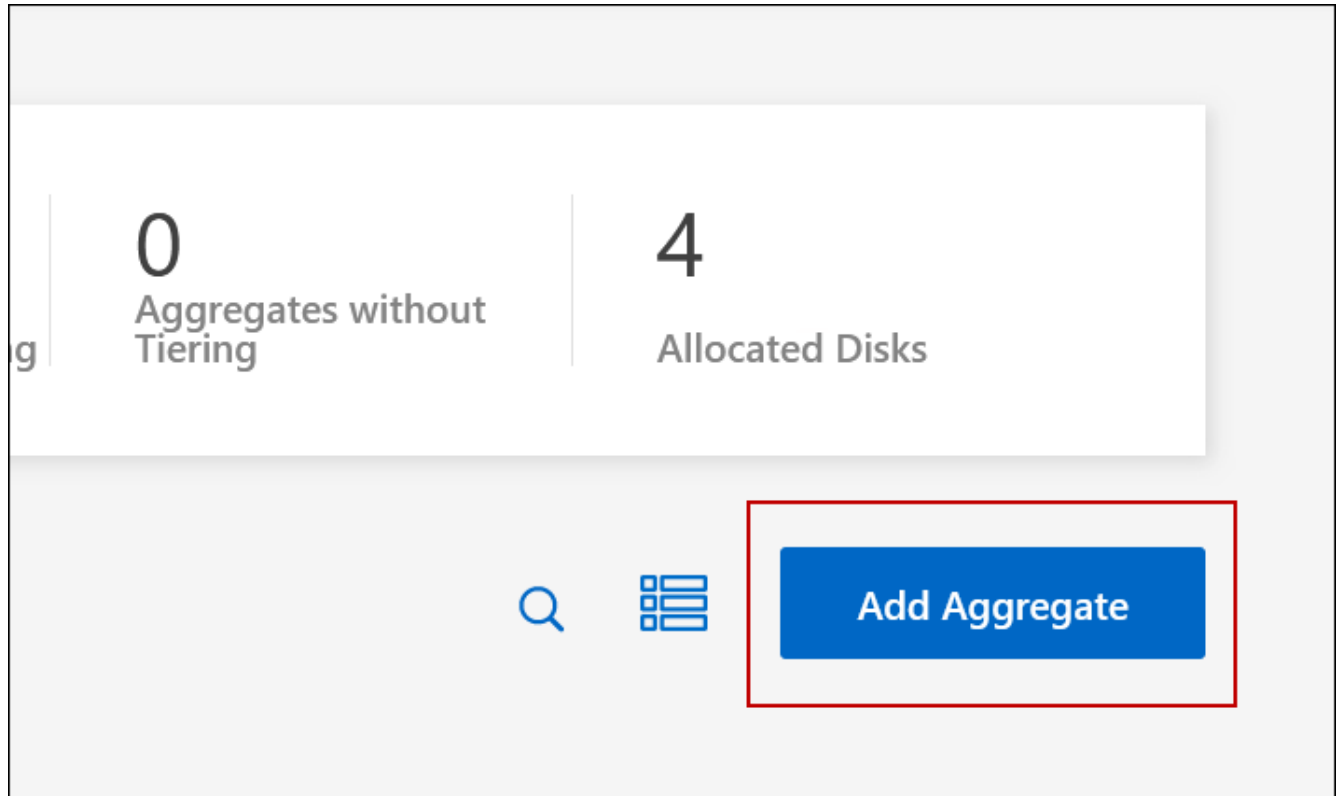 0
Aggregates without
Tiering
4
Allocated Disks
Add Aggregate